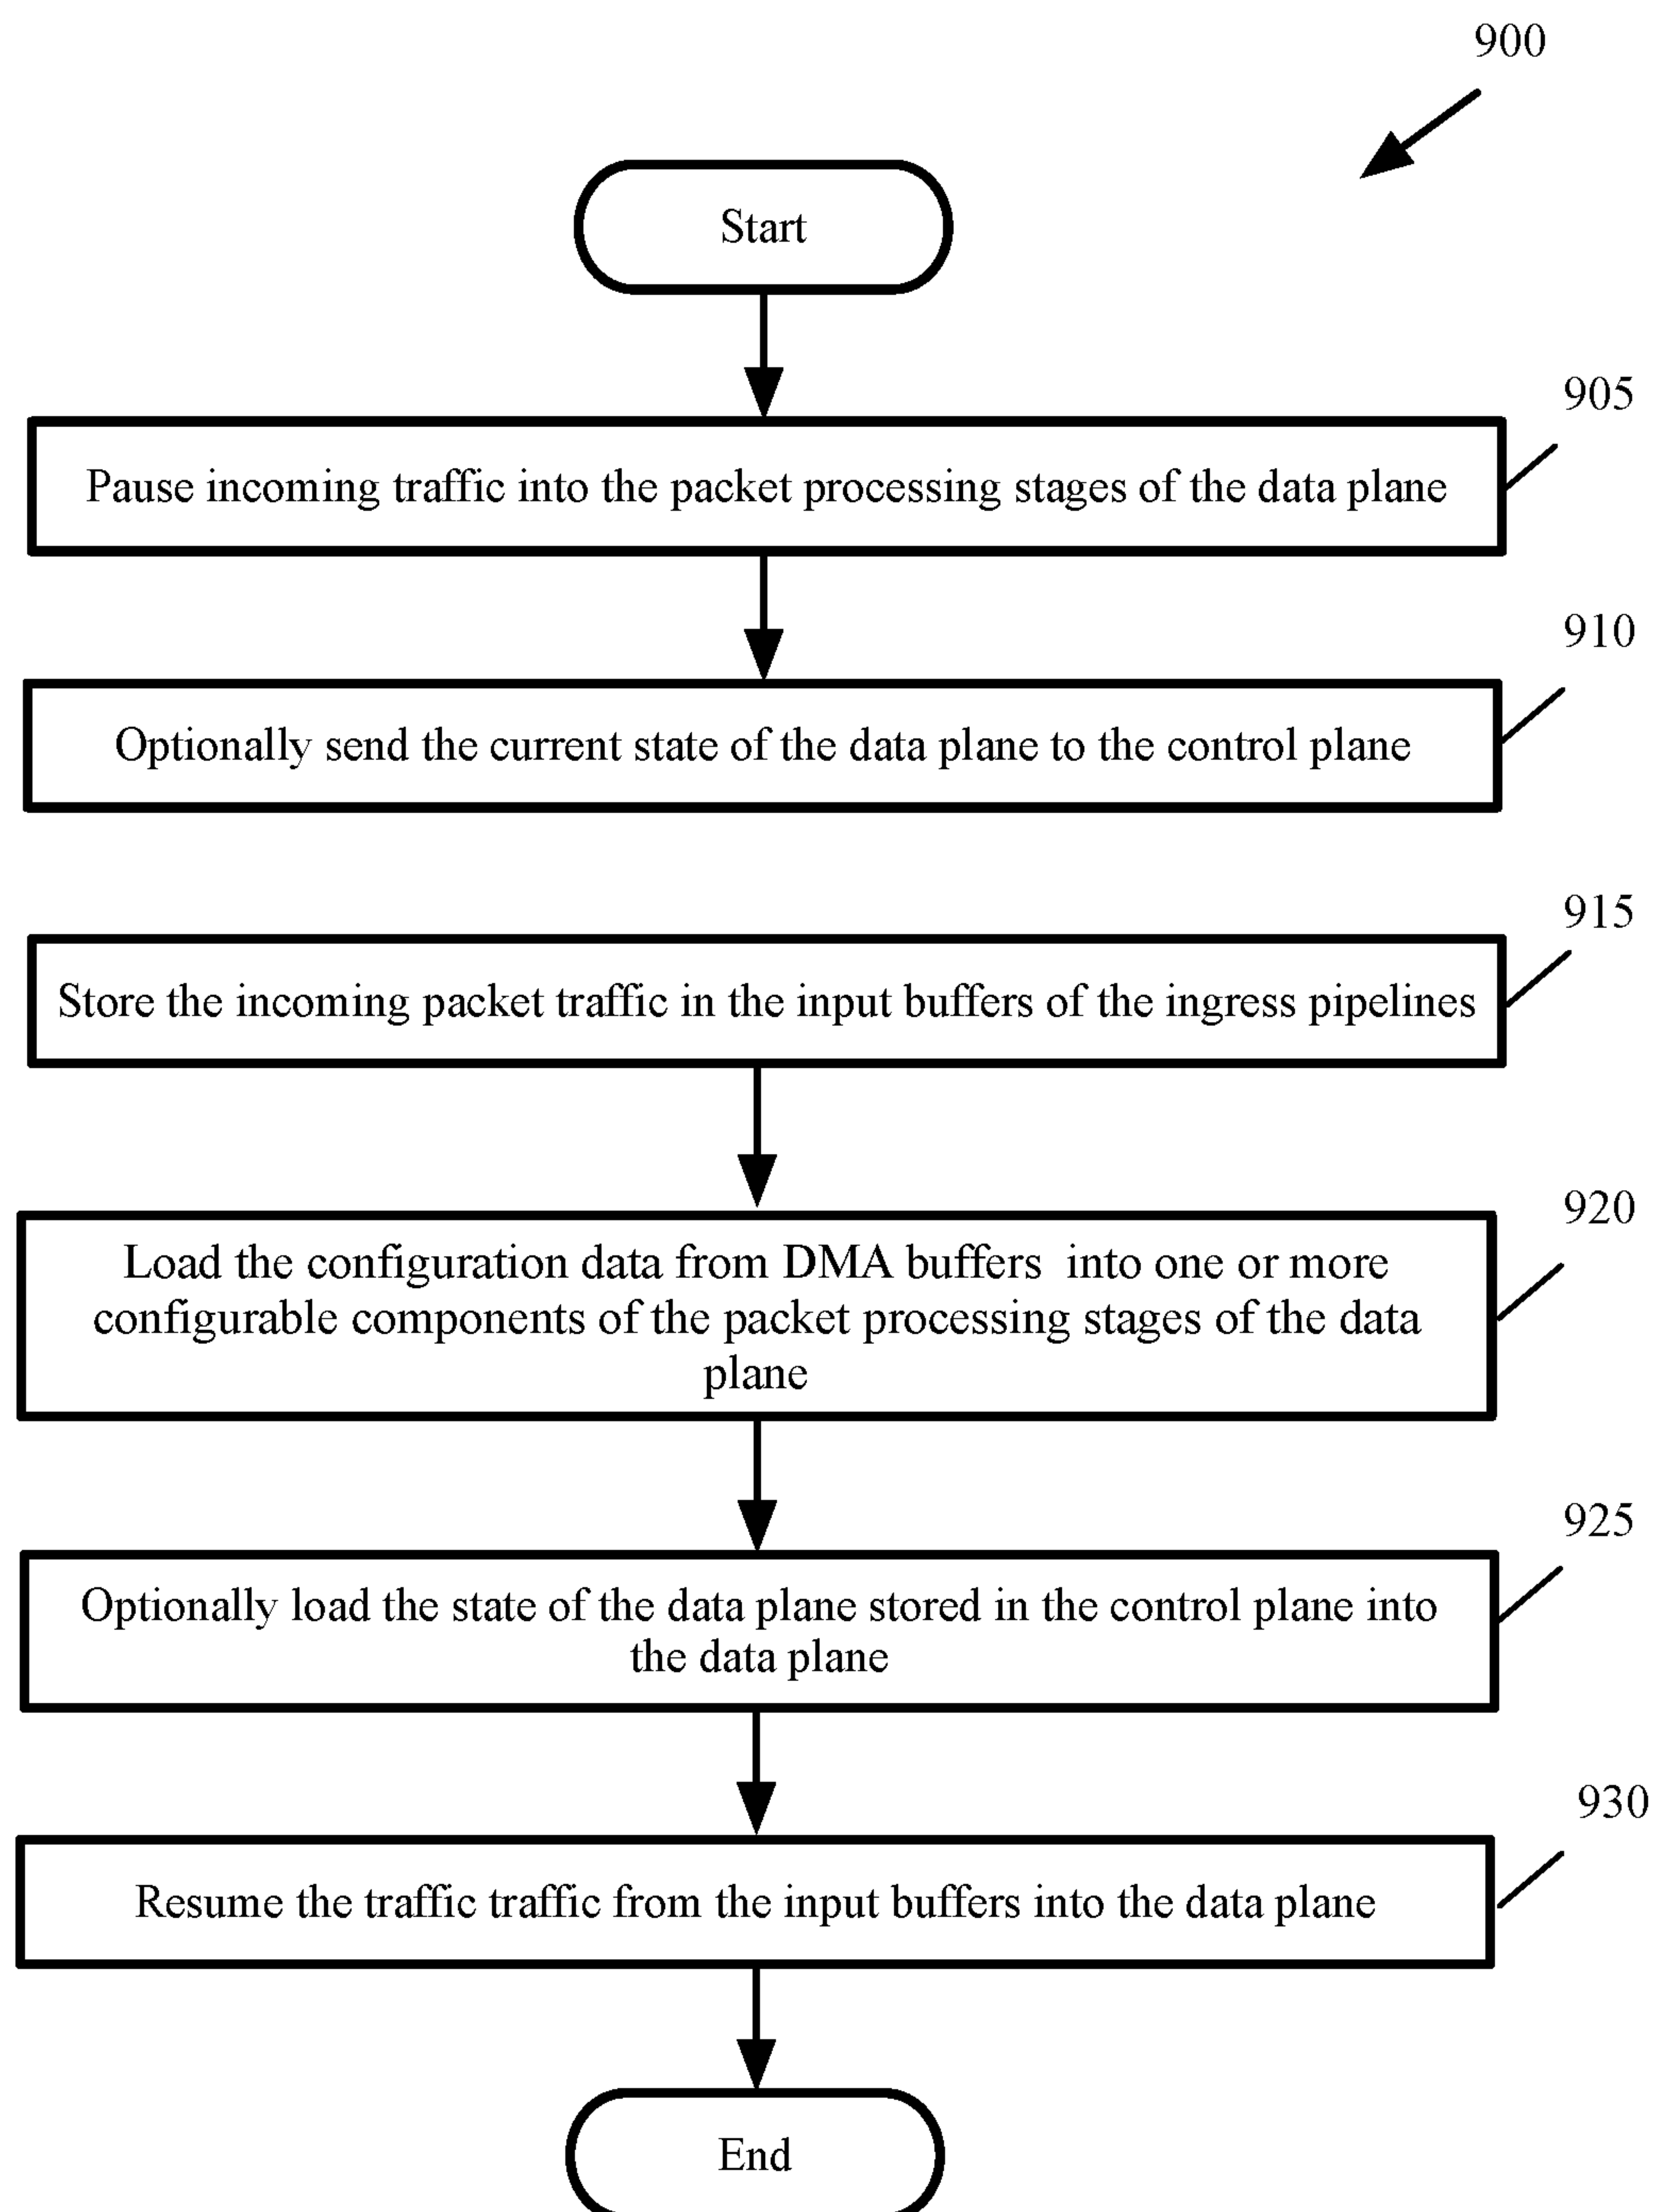 900
Start
905
Pause incoming traffic into the packet processing stages of the data plane
910
Optionally send the current state of the data plane to the control plane
915
Store the incoming packet traffic in the input buffers of the ingress pipelines
920
Load the configuration data from DMA buffers  into one or more
configurable components of the packet processing stages of the data
plane
925
Optionally load the state of the data plane stored in the control plane into
the data plane
930
Resume the traffic traffic from the input buffers into the data plane
End